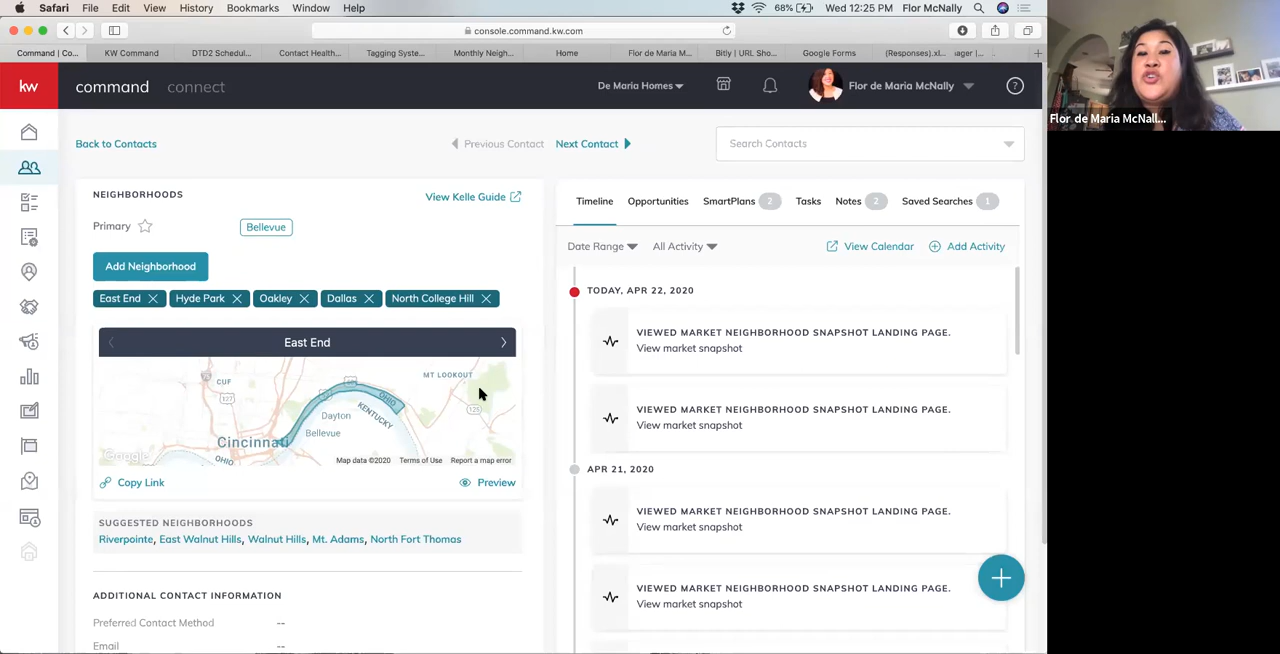 Safari File Edit View History Bookmarks Window Help 68% Wed 12:25 PM Flor McNally
console.command.kw.com
Command | Co... KW Command DTD2 Schedul... Contact Health... Tagging Syste... Monthly Neigh... Home Flor de Maria M... Bitly | URL Sho... Google Forms (Responses).xl... ager |...
kw command connect De Maria Homes Flor de Maria McNally ?
Flor de Maria McNall...
Back to Contacts Previous Contact Next Contact Search Contacts
NEIGHBORHOODS View Kelle Guide
Primary Bellevue
Add Neighborhood
East End Hyde Park Oakley Dallas North College Hill
East End
CUF MT LOOKOUT
127 125
Dayton OHIO KENTUCKY
Bellevue
Cincinnati
OHIO
Google Map data ©2020 Terms of Use Report a map error
Copy Link Preview
SUGGESTED NEIGHBORHOODS
Riverpointe, East Walnut Hills, Walnut Hills, Mt. Adams, North Fort Thomas
ADDITIONAL CONTACT INFORMATION
Preferred Contact Method --
Email --
Timeline Opportunities SmartPlans 2 Tasks Notes 2 Saved Searches 1
Date Range All Activity View Calendar Add Activity
TODAY, APR 22, 2020
VIEWED MARKET NEIGHBORHOOD SNAPSHOT LANDING PAGE.
View market snapshot
VIEWED MARKET NEIGHBORHOOD SNAPSHOT LANDING PAGE.
View market snapshot
APR 21, 2020
VIEWED MARKET NEIGHBORHOOD SNAPSHOT LANDING PAGE.
View market snapshot
VIEWED MARKET NEIGHBORHOOD SNAPSHOT LANDING PAGE.
View market snapshot